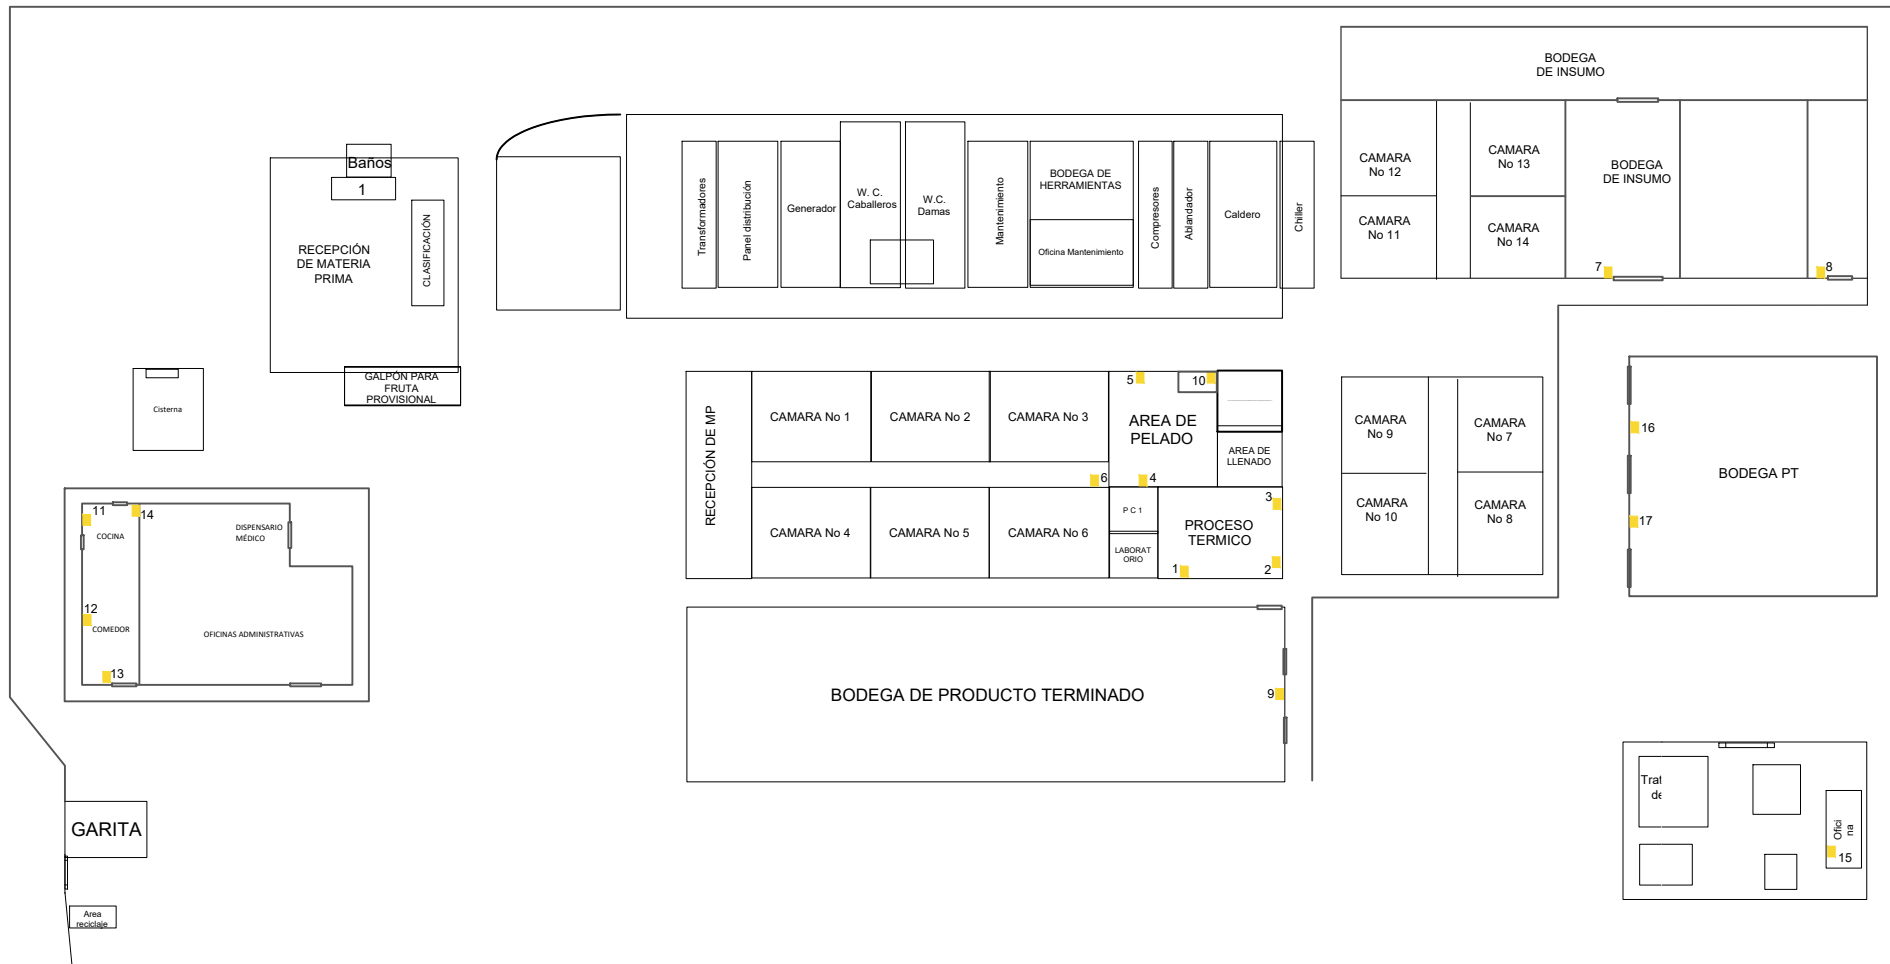 BODEGA
DE INSUMO
Baños
1
RECEPCIÓN
DE MATERIA
PRIMA
CLASIFICACIÓN
GALPÓN PARA
FRUTA
PROVISIONAL
Cisterna
Transformadores
Panel distribución
Generador
W. C.
Caballeros
W.C.
Damas
Mantenimiento
BODEGA DE
HERRAMIENTAS
Oficina Mantenimiento
Compresores
Ablandador
Caldero
Chiller
CAMARA
No 12
CAMARA
No 11
CAMARA
No 13
CAMARA
No 14
BODEGA
DE INSUMO
7
8
RECEPCIÓN DE MP
CAMARA No 1
CAMARA No 2
CAMARA No 3
5
10
AREA DE
PELADO
AREA DE
LLENADO
6
4
CAMARA No 4
CAMARA No 5
CAMARA No 6
P C 1
LABORAT
ORIO
3
PROCESO
TERMICO
1
2
CAMARA
No 9
CAMARA
No 7
CAMARA
No 10
CAMARA
No 8
16
BODEGA PT
17
11
14
COCINA
DISPENSARIO
MÉDICO
12
COMEDOR
OFICINAS ADMINISTRATIVAS
13
BODEGA DE PRODUCTO TERMINADO
9
GARITA
Area
reciclaje
Trat
de
Ofici
na
15